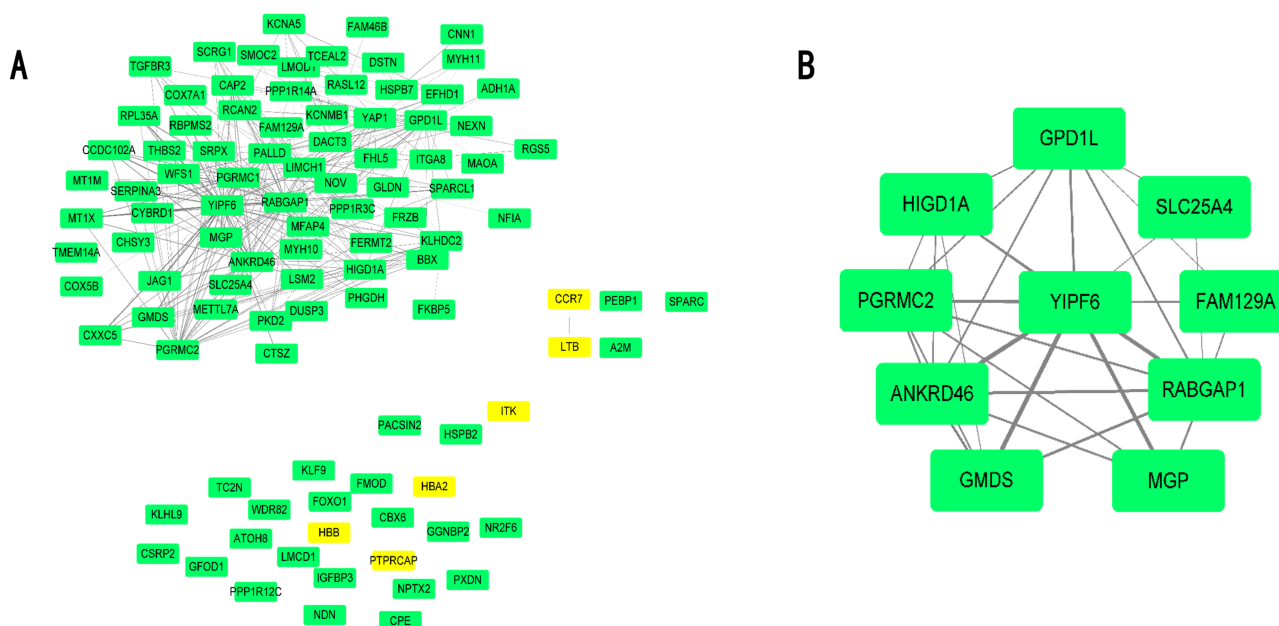 A
KCNA5
FAM46B
CNN1
SCRG1
SMOC2
TCEAL2
DSTN
MYH11
TGFBR3
LMOD1
CAP2
PPP1R14A
RASL12
HSPB7
EFHD1
ADH1A
COX7A1
RPL35A
RCAN2
KCNMB1
YAP1
GPD1L
NEXN
RBPMS2
FAM129A
DACT3
RGS5
CCDC102A
THBS2
SRPX
PALLD
LIMCH1
FHL5
ITGA8
MAOA
MT1M
WFS1
PGRMC1
NOV
GLDN
SPARCL1
SERPINA3
YIPF6
RABGAP1
PPP1R3C
FRZB
NFIA
MT1X
CYBRD1
MFAP4
CHSY3
MGP
MYH10
FERMT2
KLHDC2
TMEM14A
ANKRD46
BBX
COX5B
JAG1
SLC25A4
LSM2
HIGD1A
METTL7A
DUSP3
PHGDH
FKBP5
CXXC5
GMDS
PKD2
PGRMC2
CTSZ
CCR7
PEBP1
SPARC
LTB
A2M
ITK
PACSIN2
HSPB2
KLF9
TC2N
FMOD
HBA2
FOXO1
KLHL9
WDR82
CBX6
HBB
GGNBP2
NR2F6
ATOH8
CSRP2
GFOD1
LMCD1
PTPRCAP
IGFBP3
PXDN
PPP1R12C
NPTX2
NDN
CPE
B
GPD1L
HIGD1A
SLC25A4
PGRMC2
YIPF6
FAM129A
ANKRD46
RABGAP1
GMDS
MGP